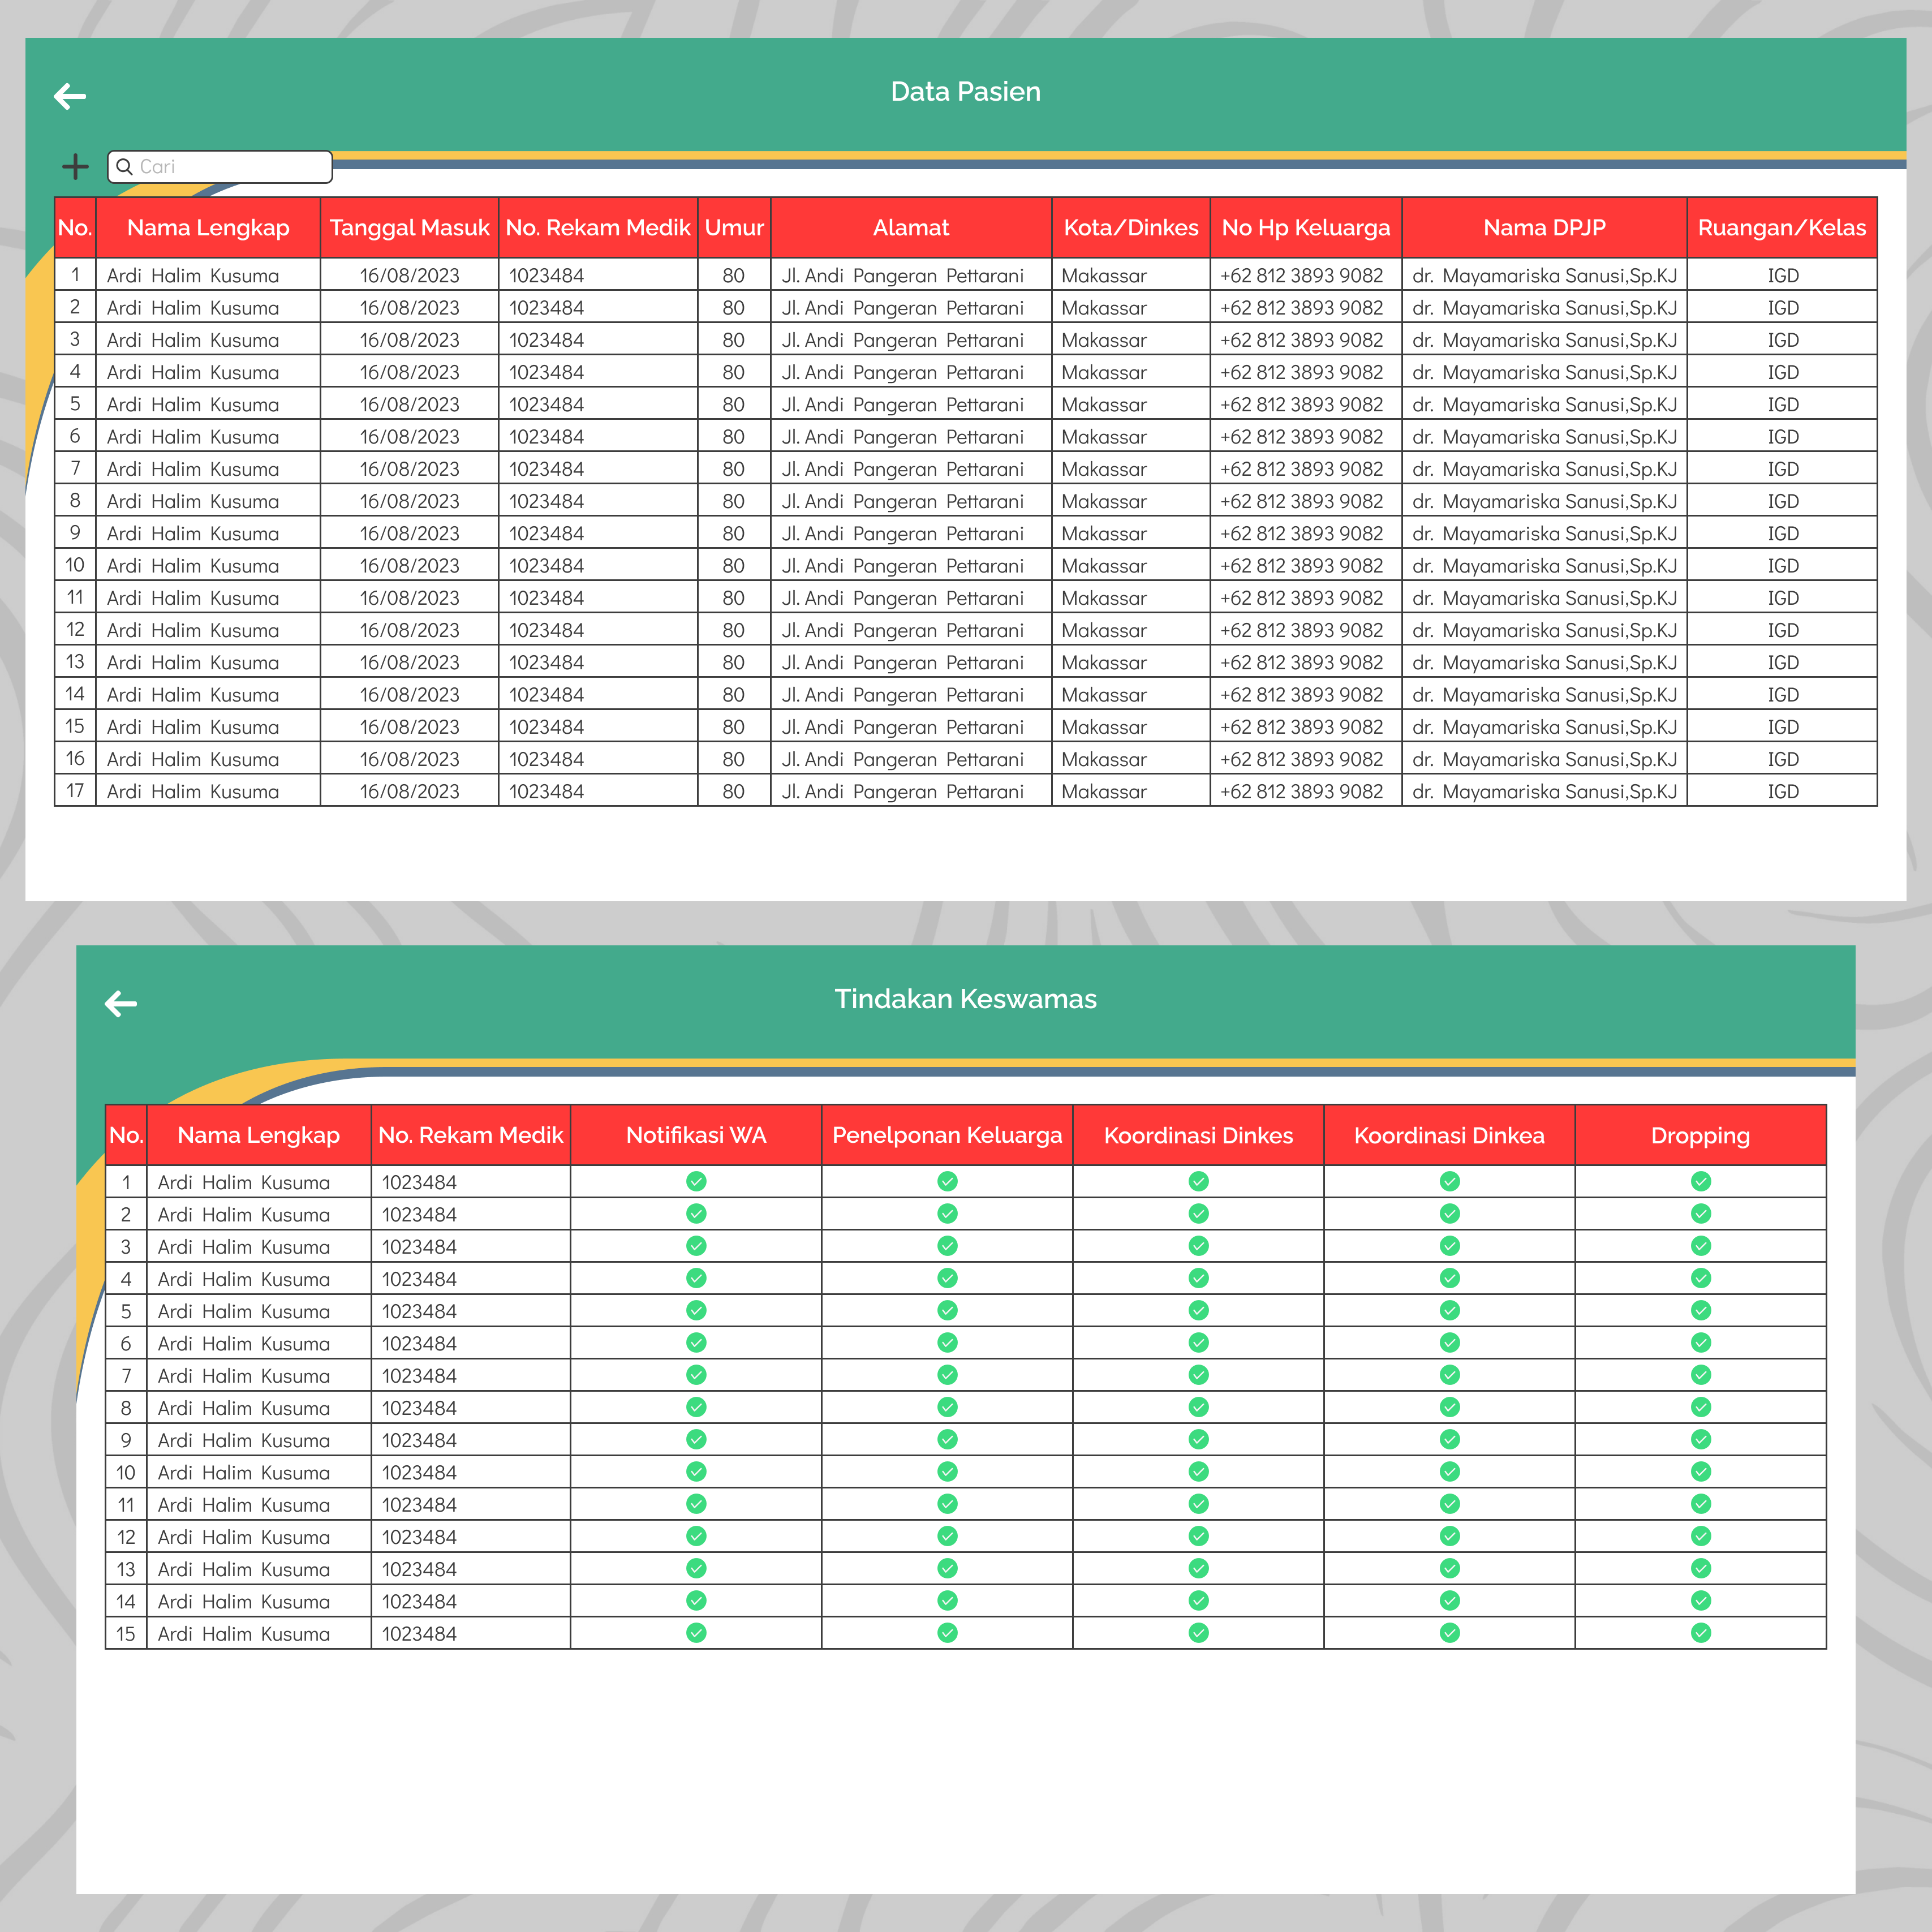 Data Pasien
Cari
No. Nama Lengkap Tanggal Masuk No. Rekam Medik Umur Alamat Kota/Dinkes No Hp Keluarga Nama DPJP Ruangan/Kelas
1 Ardi Halim Kusuma 16/08/2023 1023484 80 Jl. Andi Pangeran Pettarani Makassar +62 812 3893 9082 dr. Mayamariska Sanusi,Sp.KJ IGD
2 Ardi Halim Kusuma 16/08/2023 1023484 80 Jl. Andi Pangeran Pettarani Makassar +62 812 3893 9082 dr. Mayamariska Sanusi,Sp.KJ IGD
3 Ardi Halim Kusuma 16/08/2023 1023484 80 Jl. Andi Pangeran Pettarani Makassar +62 812 3893 9082 dr. Mayamariska Sanusi,Sp.KJ IGD
4 Ardi Halim Kusuma 16/08/2023 1023484 80 Jl. Andi Pangeran Pettarani Makassar +62 812 3893 9082 dr. Mayamariska Sanusi,Sp.KJ IGD
5 Ardi Halim Kusuma 16/08/2023 1023484 80 Jl. Andi Pangeran Pettarani Makassar +62 812 3893 9082 dr. Mayamariska Sanusi,Sp.KJ IGD
6 Ardi Halim Kusuma 16/08/2023 1023484 80 Jl. Andi Pangeran Pettarani Makassar +62 812 3893 9082 dr. Mayamariska Sanusi,Sp.KJ IGD
7 Ardi Halim Kusuma 16/08/2023 1023484 80 Jl. Andi Pangeran Pettarani Makassar +62 812 3893 9082 dr. Mayamariska Sanusi,Sp.KJ IGD
8 Ardi Halim Kusuma 16/08/2023 1023484 80 Jl. Andi Pangeran Pettarani Makassar +62 812 3893 9082 dr. Mayamariska Sanusi,Sp.KJ IGD
9 Ardi Halim Kusuma 16/08/2023 1023484 80 Jl. Andi Pangeran Pettarani Makassar +62 812 3893 9082 dr. Mayamariska Sanusi,Sp.KJ IGD
10 Ardi Halim Kusuma 16/08/2023 1023484 80 Jl. Andi Pangeran Pettarani Makassar +62 812 3893 9082 dr. Mayamariska Sanusi,Sp.KJ IGD
11 Ardi Halim Kusuma 16/08/2023 1023484 80 Jl. Andi Pangeran Pettarani Makassar +62 812 3893 9082 dr. Mayamariska Sanusi,Sp.KJ IGD
12 Ardi Halim Kusuma 16/08/2023 1023484 80 Jl. Andi Pangeran Pettarani Makassar +62 812 3893 9082 dr. Mayamariska Sanusi,Sp.KJ IGD
13 Ardi Halim Kusuma 16/08/2023 1023484 80 Jl. Andi Pangeran Pettarani Makassar +62 812 3893 9082 dr. Mayamariska Sanusi,Sp.KJ IGD
14 Ardi Halim Kusuma 16/08/2023 1023484 80 Jl. Andi Pangeran Pettarani Makassar +62 812 3893 9082 dr. Mayamariska Sanusi,Sp.KJ IGD
15 Ardi Halim Kusuma 16/08/2023 1023484 80 Jl. Andi Pangeran Pettarani Makassar +62 812 3893 9082 dr. Mayamariska Sanusi,Sp.KJ IGD
16 Ardi Halim Kusuma 16/08/2023 1023484 80 Jl. Andi Pangeran Pettarani Makassar +62 812 3893 9082 dr. Mayamariska Sanusi,Sp.KJ IGD
17 Ardi Halim Kusuma 16/08/2023 1023484 80 Jl. Andi Pangeran Pettarani Makassar +62 812 3893 9082 dr. Mayamariska Sanusi,Sp.KJ IGD
Tindakan Keswamas
No. Nama Lengkap No. Rekam Medik Notifikasi WA Penelponan Keluarga Koordinasi Dinkes Koordinasi Dinkea Dropping
1 Ardi Halim Kusuma 1023484
2 Ardi Halim Kusuma 1023484
3 Ardi Halim Kusuma 1023484
4 Ardi Halim Kusuma 1023484
5 Ardi Halim Kusuma 1023484
6 Ardi Halim Kusuma 1023484
7 Ardi Halim Kusuma 1023484
8 Ardi Halim Kusuma 1023484
9 Ardi Halim Kusuma 1023484
10 Ardi Halim Kusuma 1023484
11 Ardi Halim Kusuma 1023484
12 Ardi Halim Kusuma 1023484
13 Ardi Halim Kusuma 1023484
14 Ardi Halim Kusuma 1023484
15 Ardi Halim Kusuma 1023484